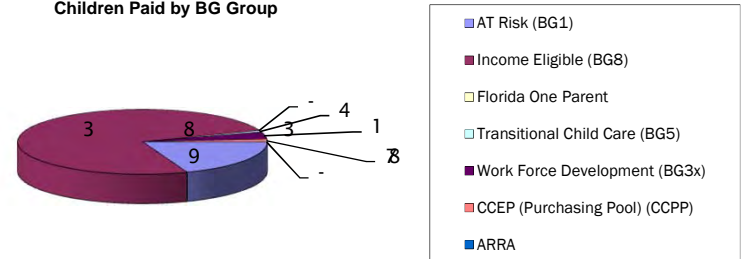 Children Paid by BG Group
AT Risk (BG1)
Income Eligible (BG8)
Florida One Parent
Transitional Child Care (BG5)
Work Force Development (BG3x)
CCEP (Purchasing Pool) (CCPP)
ARRA
-
4
3 8 3 1
9
8
-